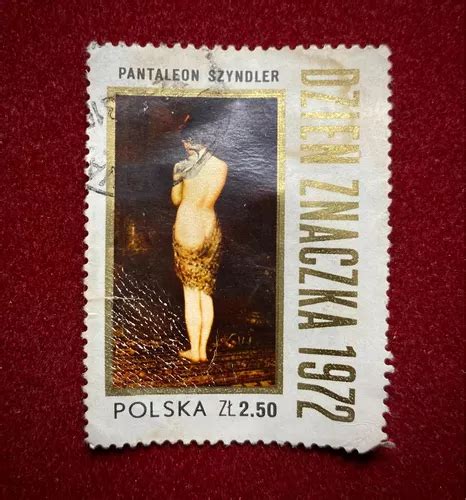 PANTALEON SZYNDLER
DZIEŃ ZNACZKA 1972
POLSKA ZŁ 2.50